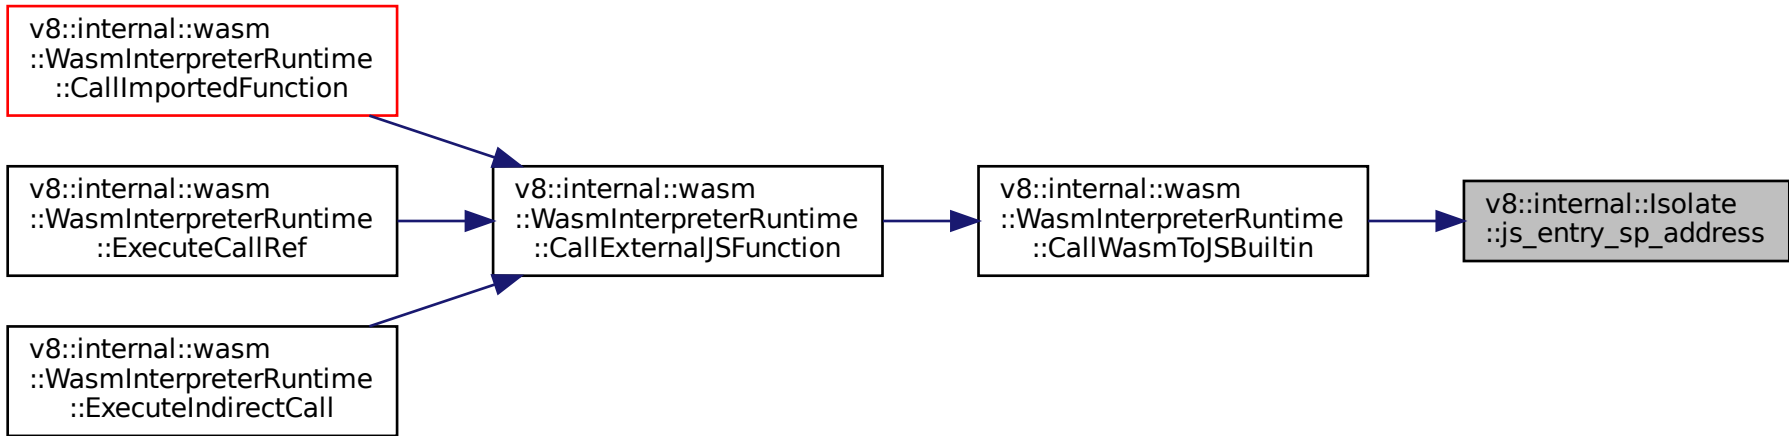 v8::internal::wasm
::WasmInterpreterRuntime
::CallImportedFunction
v8::internal::wasm
::WasmInterpreterRuntime
::ExecuteCallRef
v8::internal::wasm
::WasmInterpreterRuntime
::ExecuteIndirectCall
v8::internal::wasm
::WasmInterpreterRuntime
::CallExternalJSFunction
v8::internal::wasm
::WasmInterpreterRuntime
::CallWasmToJSBuiltin
v8::internal::Isolate
::js_entry_sp_address